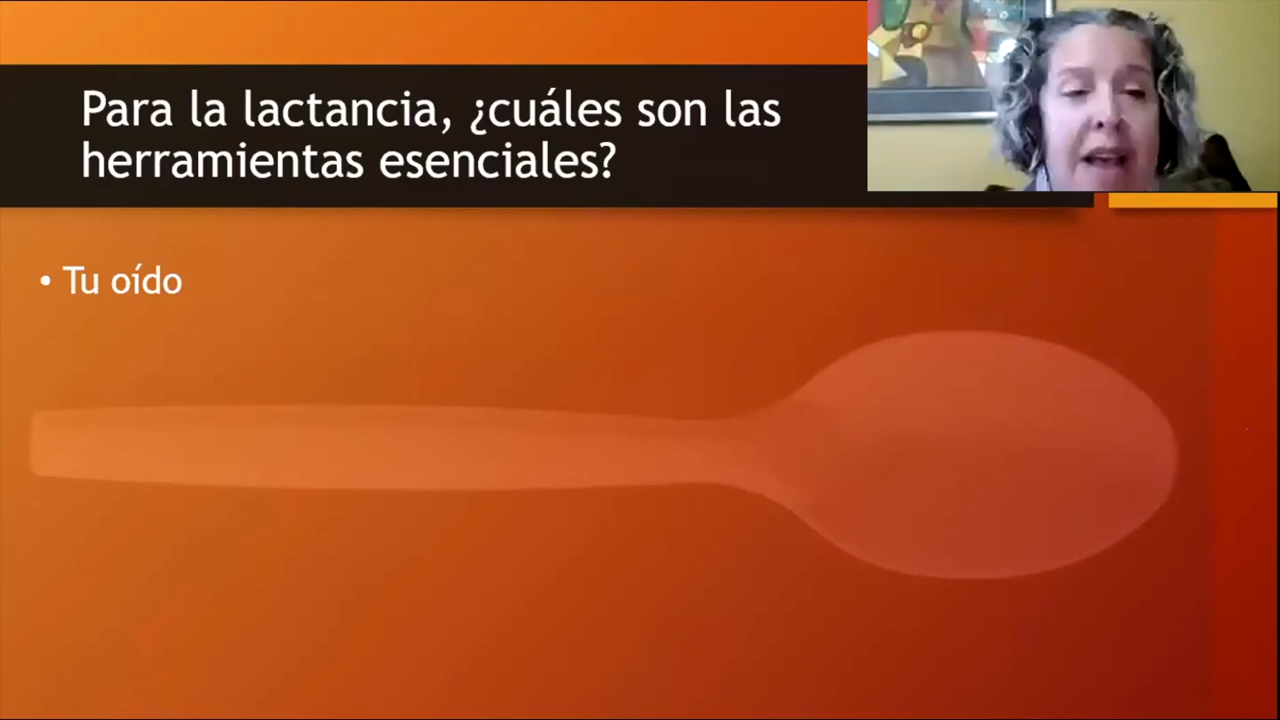 Para la lactancia, ¿cuáles son las
herramientas esenciales?
• Tu oído